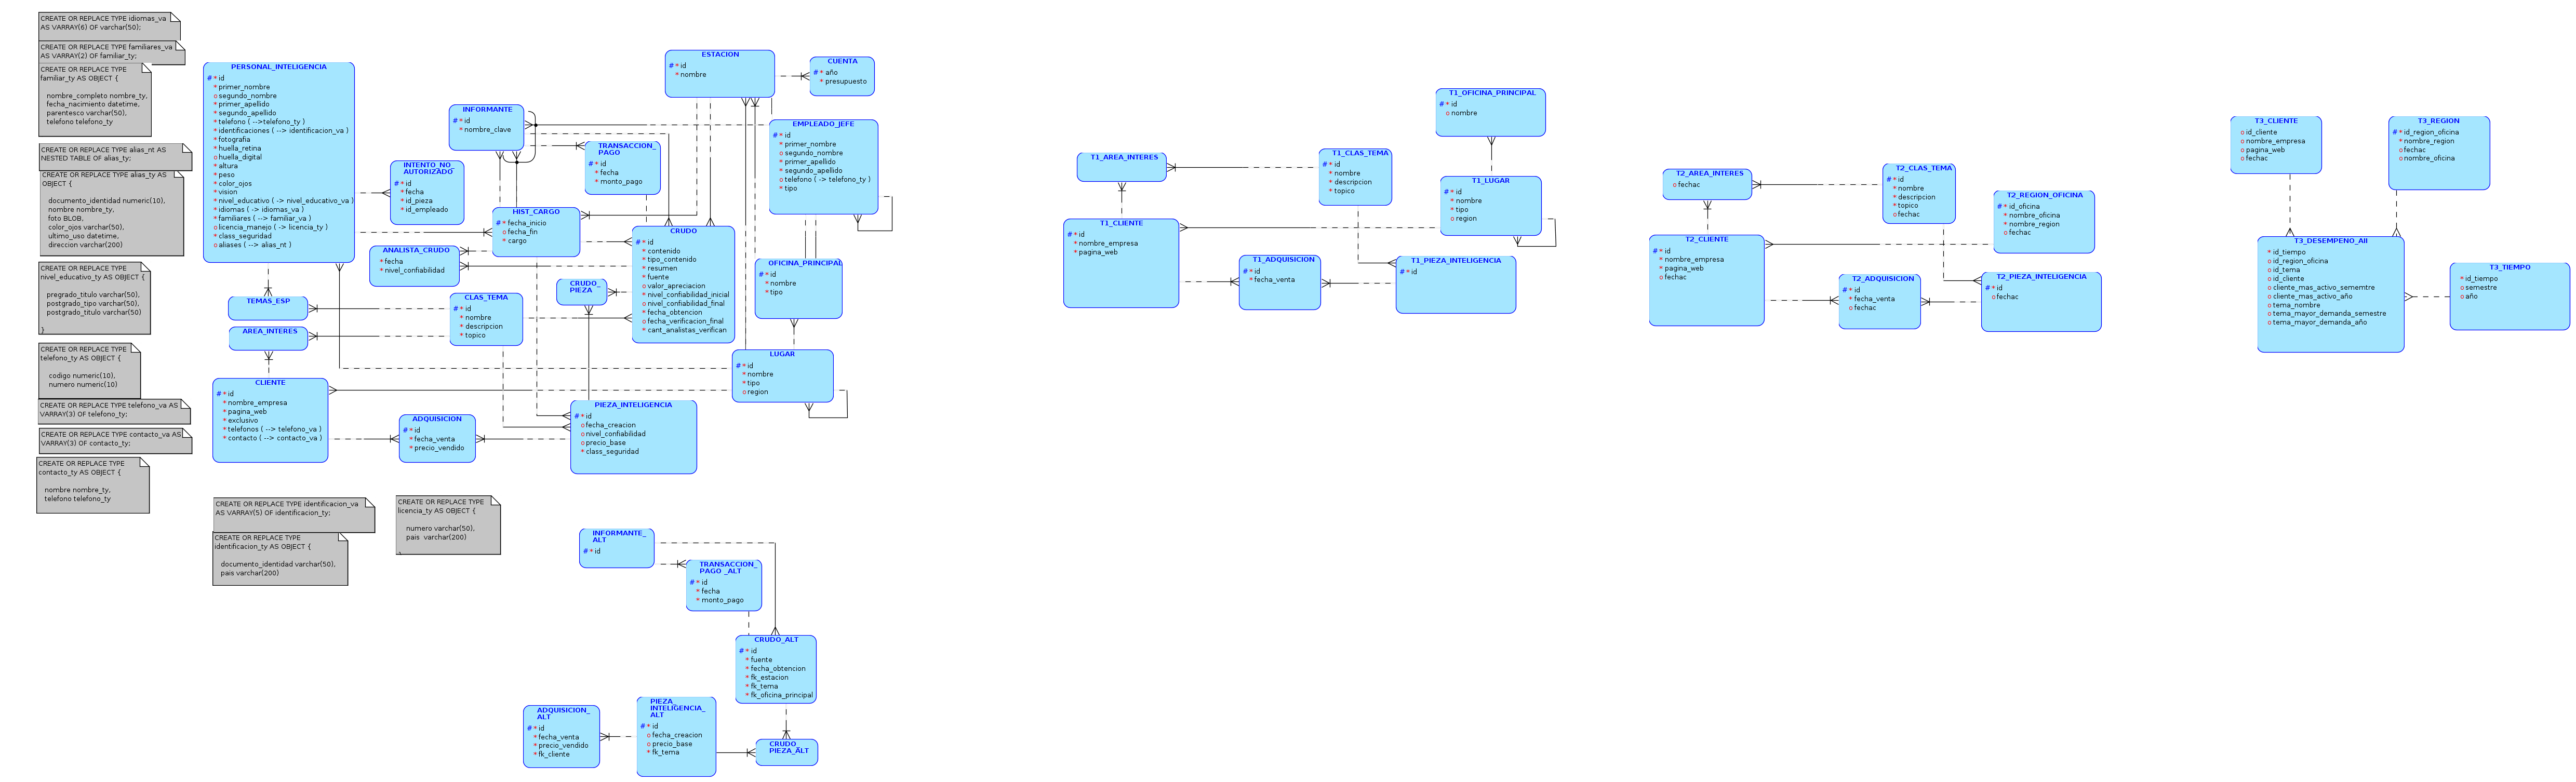 CREATE OR REPLACE TYPE idiomas_va
AS VARRAY(6) OF varchar(50);
CREATE OR REPLACE TYPE familiares_va
AS VARRAY(2) OF familiar_ty;
CREATE OR REPLACE TYPE
familiar_ty AS OBJECT {
nombre_completo nombre_ty,
fecha_nacimiento datetime,
parentesco varchar(50),
telefono telefono_ty
CREATE OR REPLACE TYPE alias_nt AS
NESTED TABLE OF alias_ty;
CREATE OR REPLACE TYPE alias_ty AS
OBJECT {
documento_identidad numeric(10),
nombre nombre_ty,
foto BLOB,
color_ojos varchar(50),
ultimo_uso datetime,
direccion varchar(200)
CREATE OR REPLACE TYPE
nivel_educativo_ty AS OBJECT {
pregrado_titulo varchar(50),
postgrado_tipo varchar(50),
postgrado_titulo varchar(50)
}
CREATE OR REPLACE TYPE
telefono_ty AS OBJECT {
codigo numeric(10),
numero numeric(10)
CREATE OR REPLACE TYPE telefono_va AS
VARRAY(3) OF telefono_ty;
CREATE OR REPLACE TYPE contacto_va AS
VARRAY(3) OF contacto_ty;
CREATE OR REPLACE TYPE
contacto_ty AS OBJECT {
nombre nombre_ty,
telefono telefono_ty
CREATE OR REPLACE TYPE identificacion_va
AS VARRAY(5) OF identificacion_ty;
CREATE OR REPLACE TYPE
identificacion_ty AS OBJECT {
documento_identidad varchar(50),
pais varchar(200)
CREATE OR REPLACE TYPE
licencia_ty AS OBJECT {
numero varchar(50),
pais varchar(200)
PERSONAL_INTELIGENCIA
# * id
* primer_nombre
o segundo_nombre
* primer_apellido
* segundo_apellido
* telefono ( -->telefono_ty )
* identificaciones ( --> identificacion_va )
* fotografia
* huella_retina
o huella_digital
* altura
* peso
* color_ojos
* vision
* nivel_educativo ( -> nivel_educativo_va )
* idiomas ( -> idiomas_va )
* familiares ( --> familiar_va )
o licencia_manejo ( -> licencia_ty )
* class_seguridad
o aliases ( --> alias_nt )
TEMAS_ESP
AREA_INTERES
CLIENTE
# * id
* nombre_empresa
* pagina_web
* exclusivo
* telefonos ( --> telefono_va )
* contacto ( --> contacto_va )
INFORMANTE
# * id
* nombre_clave
INTENTO_NO_
AUTORIZADO
# * id
* fecha
* id_pieza
* id_empleado
ANALISTA_CRUDO
* fecha
* nivel_confiabilidad
CLAS_TEMA
# * id
* nombre
* descripcion
* topico
ADQUISICION
# * id
* fecha_venta
* precio_vendido
HIST_CARGO
# * fecha_inicio
o fecha_fin
* cargo
TRANSACCION_
PAGO
# * id
* fecha
* monto_pago
CRUDO_
PIEZA
ESTACION
# * id
* nombre
CUENTA
# * año
* presupuesto
EMPLEADO_JEFE
# * id
* primer_nombre
o segundo_nombre
* primer_apellido
* segundo_apellido
o telefono ( -> telefono_ty )
* tipo
CRUDO
# * id
* contenido
* tipo_contenido
* resumen
* fuente
o valor_apreciacion
* nivel_confiabilidad_inicial
o nivel_confiabilidad_final
* fecha_obtencion
o fecha_verificacion_final
* cant_analistas_verifican
OFICINA_PRINCIPAL
# * id
* nombre
* tipo
LUGAR
# * id
* nombre
* tipo
o region
PIEZA_INTELIGENCIA
# * id
o fecha_creacion
o nivel_confiabilidad
o precio_base
* class_seguridad
INFORMANTE_
ALT
# * id
TRANSACCION_
PAGO _ALT
# * id
* fecha
* monto_pago
CRUDO_ALT
# * id
* fuente
* fecha_obtencion
* fk_estacion
* fk_tema
* fk_oficina_principal
ADQUISICION_
ALT
# * id
* fecha_venta
* precio_vendido
* fk_cliente
PIEZA_
INTELIGENCIA_
ALT
# * id
o fecha_creacion
o precio_base
* fk_tema
CRUDO_
PIEZA_ALT
T1_OFICINA_PRINCIPAL
# * id
o nombre
T1_AREA_INTERES
T1_CLAS_TEMA
# * id
* nombre
* descripcion
* topico
T1_LUGAR
# * id
* nombre
* tipo
o region
T1_CLIENTE
# * id
* nombre_empresa
* pagina_web
T1_ADQUISICION
# * id
* fecha_venta
T1_PIEZA_INTELIGENCIA
# * id
T2_AREA_INTERES
o fechac
T2_CLAS_TEMA
# * id
* nombre
* descripcion
* topico
o fechac
T2_REGION_OFICINA
# * id_oficina
* nombre_oficina
* nombre_region
o fechac
T2_CLIENTE
# * id
* nombre_empresa
* pagina_web
o fechac
T2_ADQUISICION
# * id
* fecha_venta
o fechac
T2_PIEZA_INTELIGENCIA
# * id
o fechac
T3_CLIENTE
o id_cliente
o nombre_empresa
o pagina_web
o fechac
T3_REGION
# * id_region_oficina
* nombre_region
o fechac
o nombre_oficina
T3_DESEMPENO_AII
* id_tiempo
o id_region_oficina
o id_tema
o id_cliente
o cliente_mas_activo_sememtre
o cliente_mas_activo_año
o tema_nombre
o tema_mayor_demanda_semestre
o tema_mayor_demanda_año
T3_TIEMPO
* id_tiempo
o semestre
o año